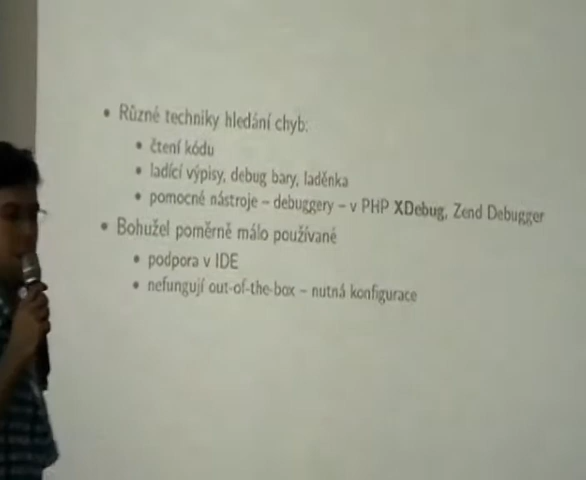 • Různé techniky hledání chyb:
• čtení kódu
• ladící výpisy, debug bary, laděnka
• pomocné nástroje – debuggery – v PHP XDebug, Zend Debugger
• Bohužel poměrně málo používané
• podpora v IDE
• nefungují out-of-the-box – nutná konfigurace